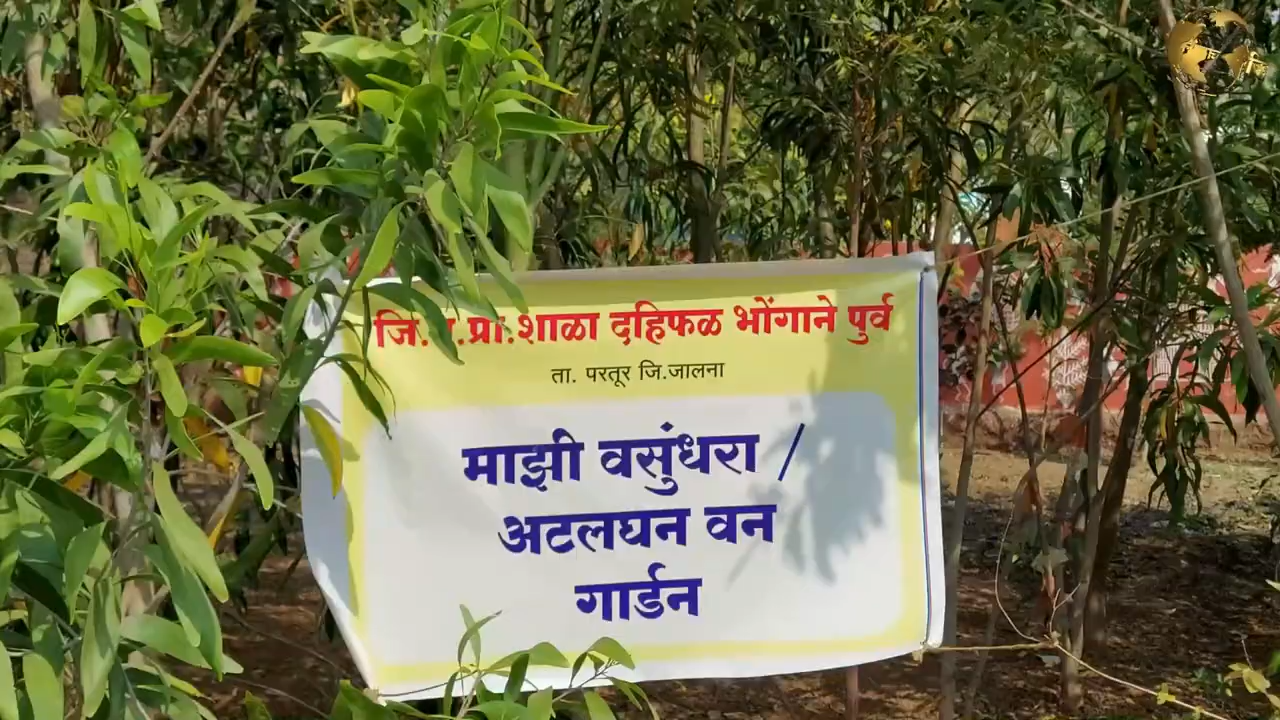 जि.प.प्रा.शाळा दहिफळ भोंगाने पुर्व
ता. परतूर जि.जालना
माझी वसुंधरा /
अटलघन वन
गार्डन